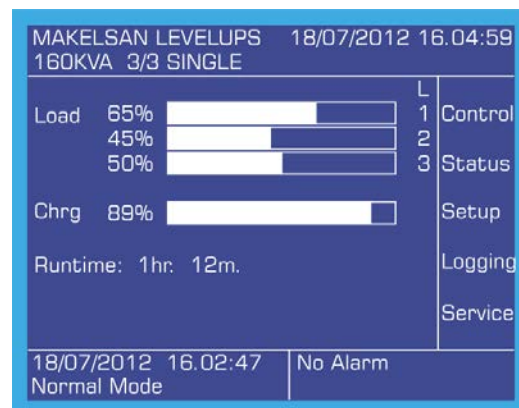 MAKELSAN LEVELUPS 18/07/2012 16.04:59
160KVA 3/3 SINGLE
L
Load 65% 1
45% 2
50% 3
Chrg 89%
Runtime: 1hr. 12m.
Control
Status
Setup
Logging
Service
18/07/2012 16.02:47
Normal Mode
No Alarm